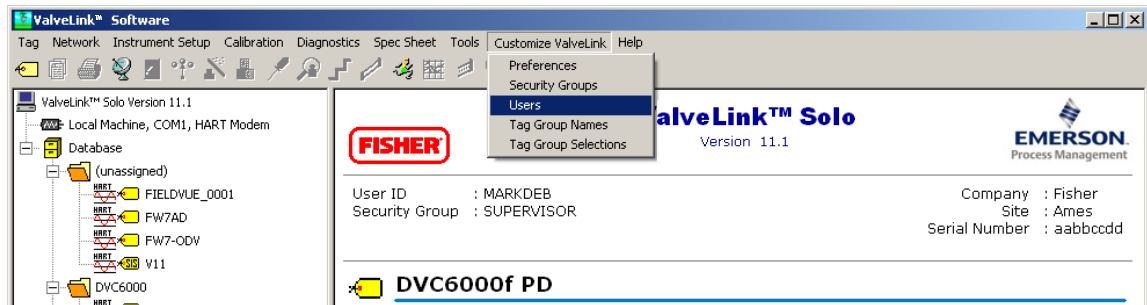 ValveLink™ Software
Tag Network Instrument Setup Calibration Diagnostics Spec Sheet Tools Customize ValveLink Help
Preferences
Security Groups
Users
Tag Group Names
Tag Group Selections
ValveLink™ Solo Version 11.1
Local Machine, COM1, HART Modem
Database
(unassigned)
HART FIELDVUE_0001
HART FW7AD
HART FW7-ODV
HART SIS V11
DVC6000
HART
FISHER
alveLink™ Solo
Version 11.1
EMERSON.
Process Management
User ID : MARKDEB
Security Group : SUPERVISOR
Company : Fisher
Site : Ames
Serial Number : aabbccdd
DVC6000f PD